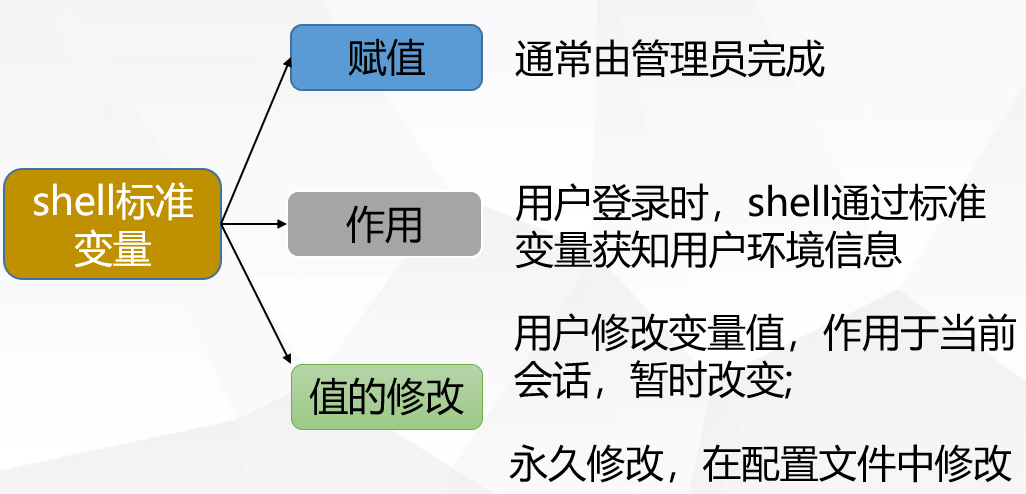 赋值
通常由管理员完成
shell标准
变量
作用
用户登录时，shell通过标准
变量获知用户环境信息
值的修改
用户修改变量值，作用于当前
会话，暂时改变;
永久修改，在配置文件中修改